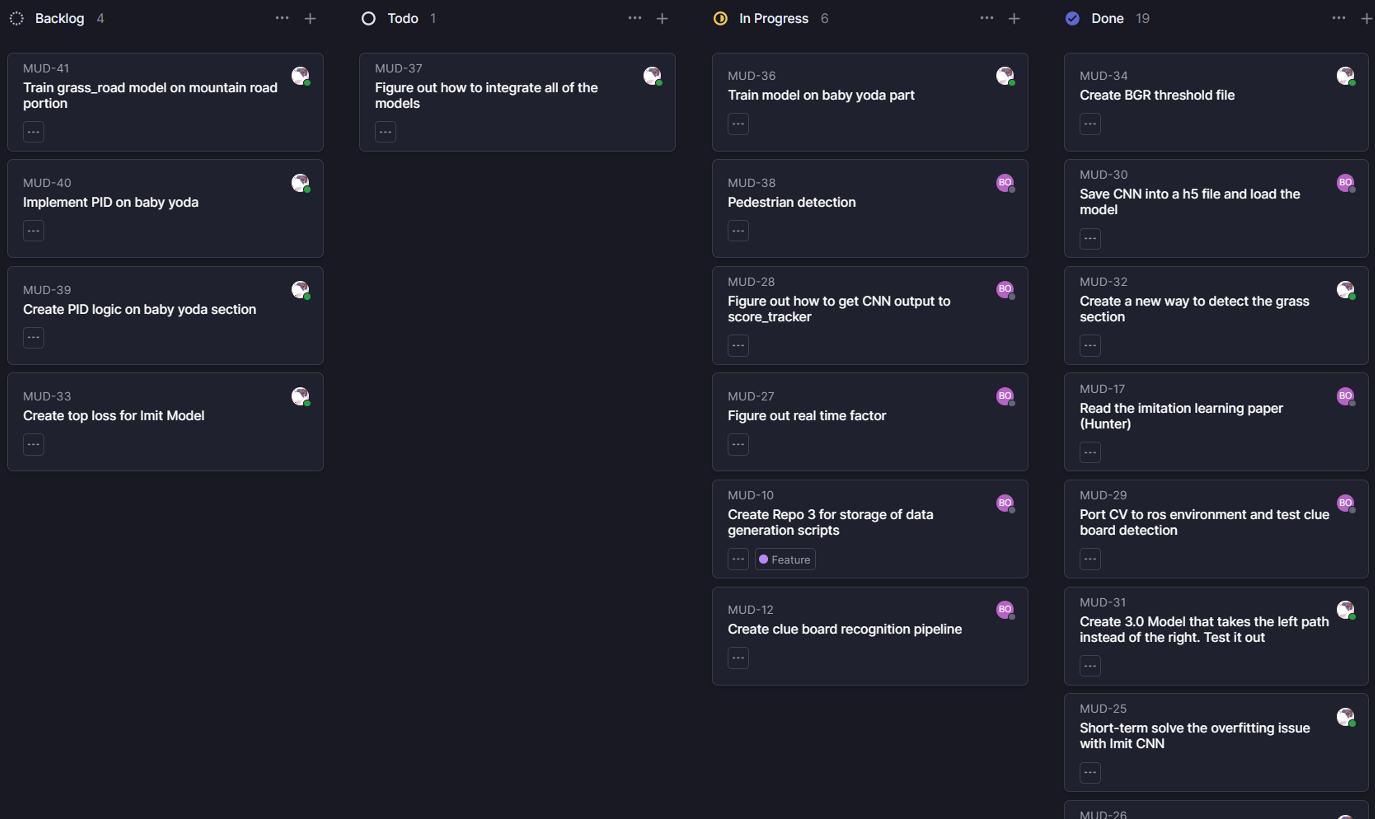 Backlog 4
MUD-41
Train grass_road model on mountain road
portion
MUD-40
Implement PID on baby yoda
MUD-39
Create PID logic on baby yoda section
MUD-33
Create top loss for Imit Model
Todo 1
MUD-37
Figure out how to integrate all of the
models
In Progress 6
MUD-36
Train model on baby yoda part
MUD-38
BO
Pedestrian detection
MUD-28
BO
Figure out how to get CNN output to
score_tracker
MUD-27
BO
Figure out real time factor
MUD-10
BO
Create Repo 3 for storage of data
generation scripts
Feature
MUD-12
BO
Create clue board recognition pipeline
Done 19
MUD-34
Create BGR threshold file
MUD-30
BO
Save CNN into a h5 file and load the
model
MUD-32
Create a new way to detect the grass
section
MUD-17
BO
Read the imitation learning paper
(Hunter)
MUD-29
BO
Port CV to ros environment and test clue
board detection
MUD-31
Create 3.0 Model that takes the left path
instead of the right. Test it out
MUD-25
Short-term solve the overfitting issue
with Imit CNN
MUD-26